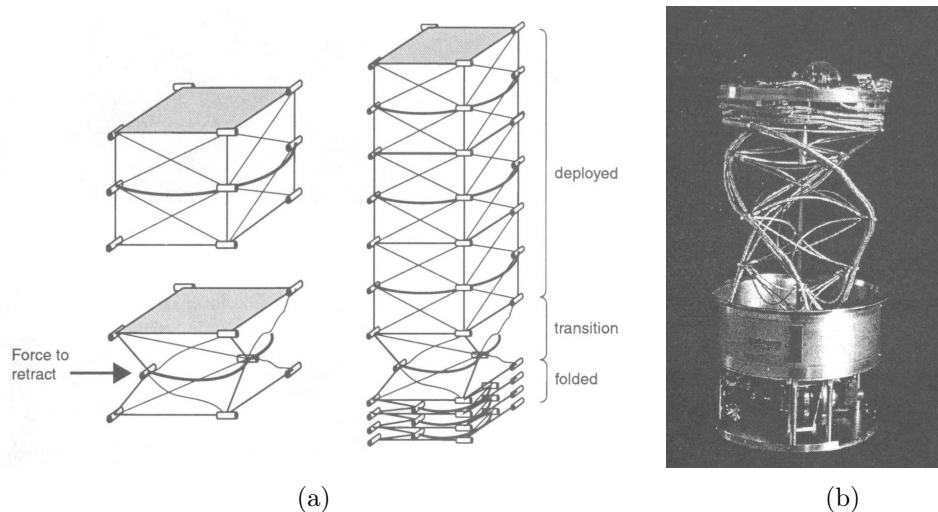 deployed
transition
Force to
retract
folded
(a)
(b)